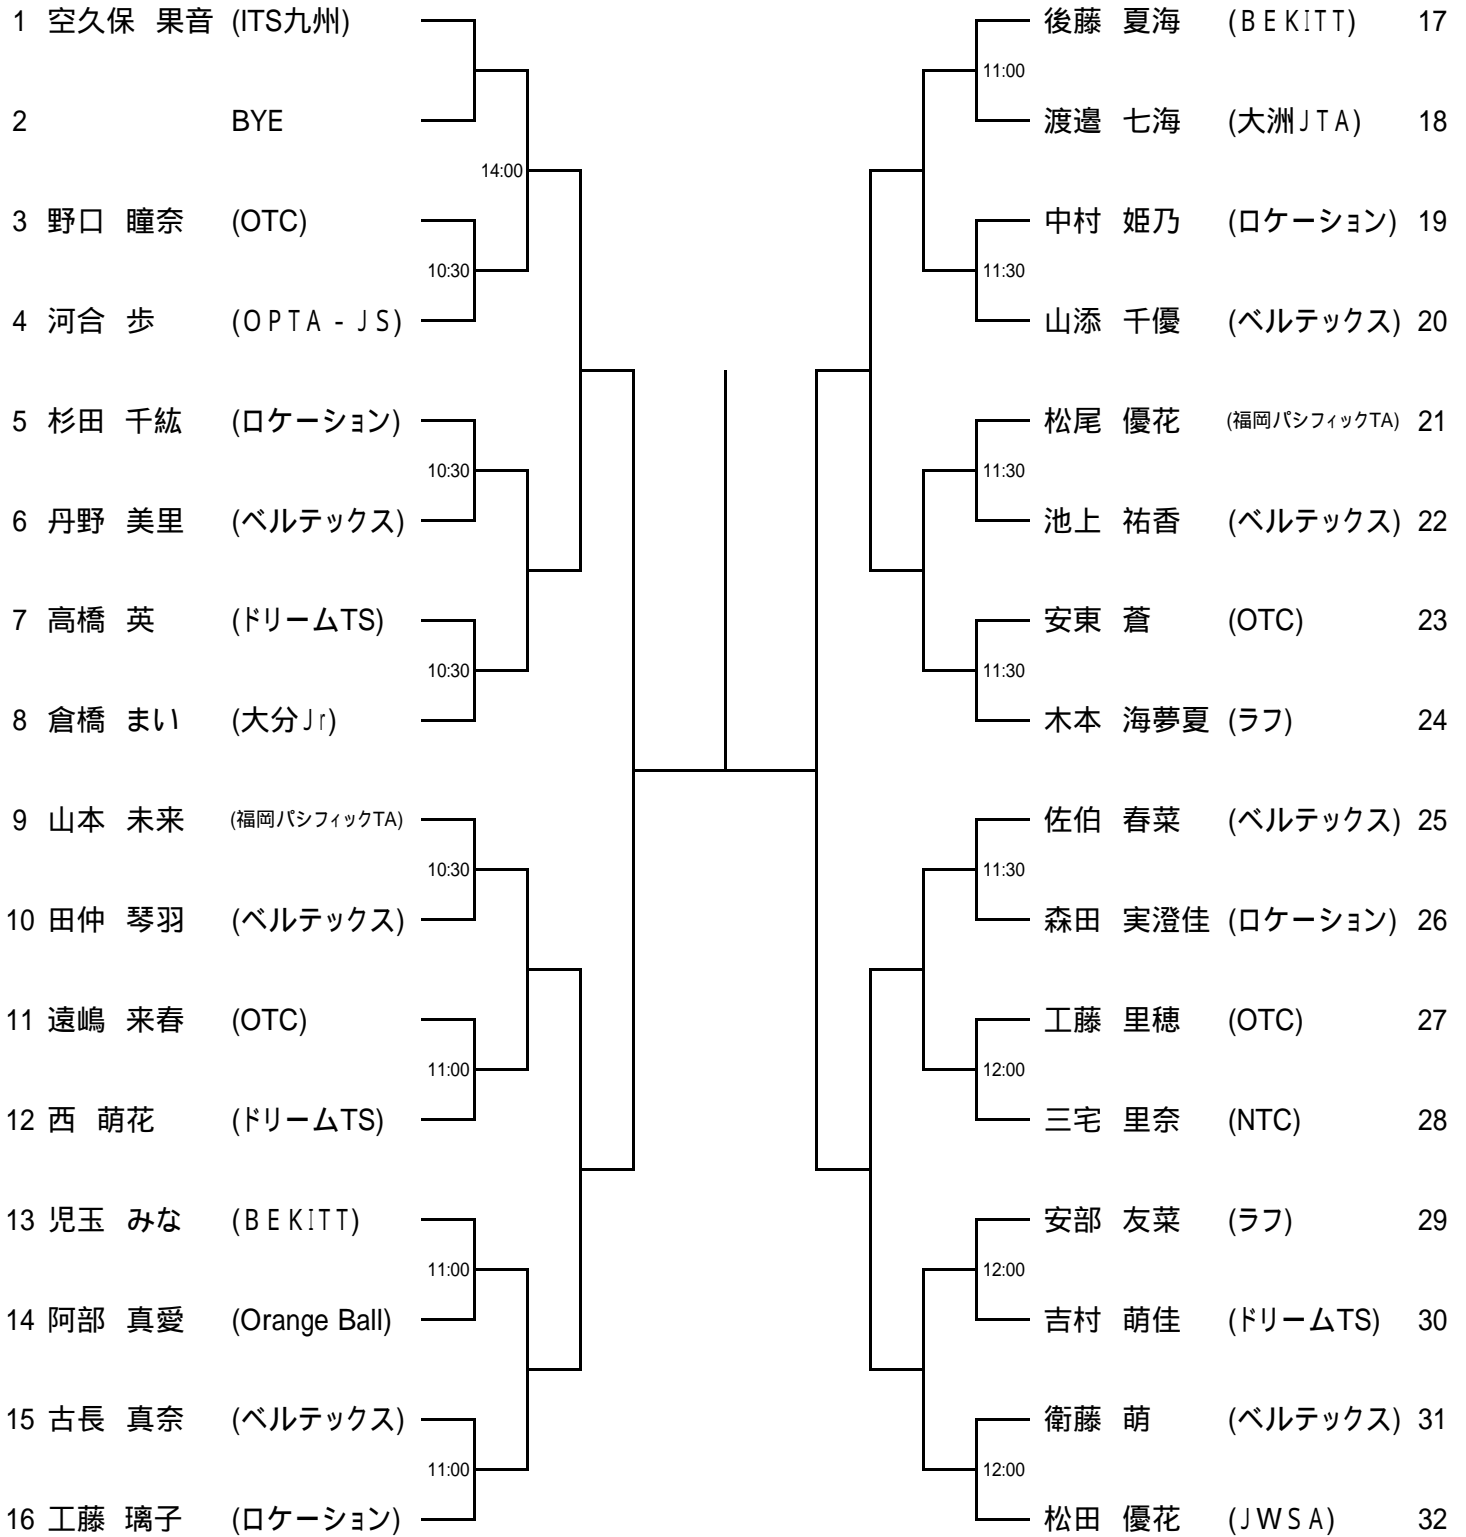 1 空久保 果音 (ITS九州)
2 BYE
14:00
3 野口 瞳奈 (OTC)
10:30
4 河合 歩 (OPTA-JS)
5 杉田 千紘 (ロケーション)
10:30
6 丹野 美里 (ベルテックス)
7 高橋 英 (ドリームTS)
10:30
8 倉橋 まい (大分Jr)
9 山本 未来 (福岡パシフィックTA)
10:30
10 田仲 琴羽 (ベルテックス)
11 遠嶋 来春 (OTC)
11:00
12 西 萌花 (ドリームTS)
13 児玉 みな (BEKITT)
11:00
14 阿部 真愛 (Orange Ball)
15 古長 真奈 (ベルテックス)
11:00
16 工藤 璃子 (ロケーション)
後藤 夏海 (BEKITT) 17
11:00
渡邉 七海 (大洲JTA) 18
中村 姫乃 (ロケーション) 19
11:30
山添 千優 (ベルテックス) 20
松尾 優花 (福岡パシフィックTA) 21
11:30
池上 祐香 (ベルテックス) 22
安東 蒼 (OTC) 23
11:30
木本 海夢夏 (ラフ) 24
佐伯 春菜 (ベルテックス) 25
11:30
森田 実澄佳 (ロケーション) 26
工藤 里穂 (OTC) 27
12:00
三宅 里奈 (NTC) 28
安部 友菜 (ラフ) 29
12:00
吉村 萌佳 (ドリームTS) 30
衛藤 萌 (ベルテックス) 31
12:00
松田 優花 (JWSA) 32